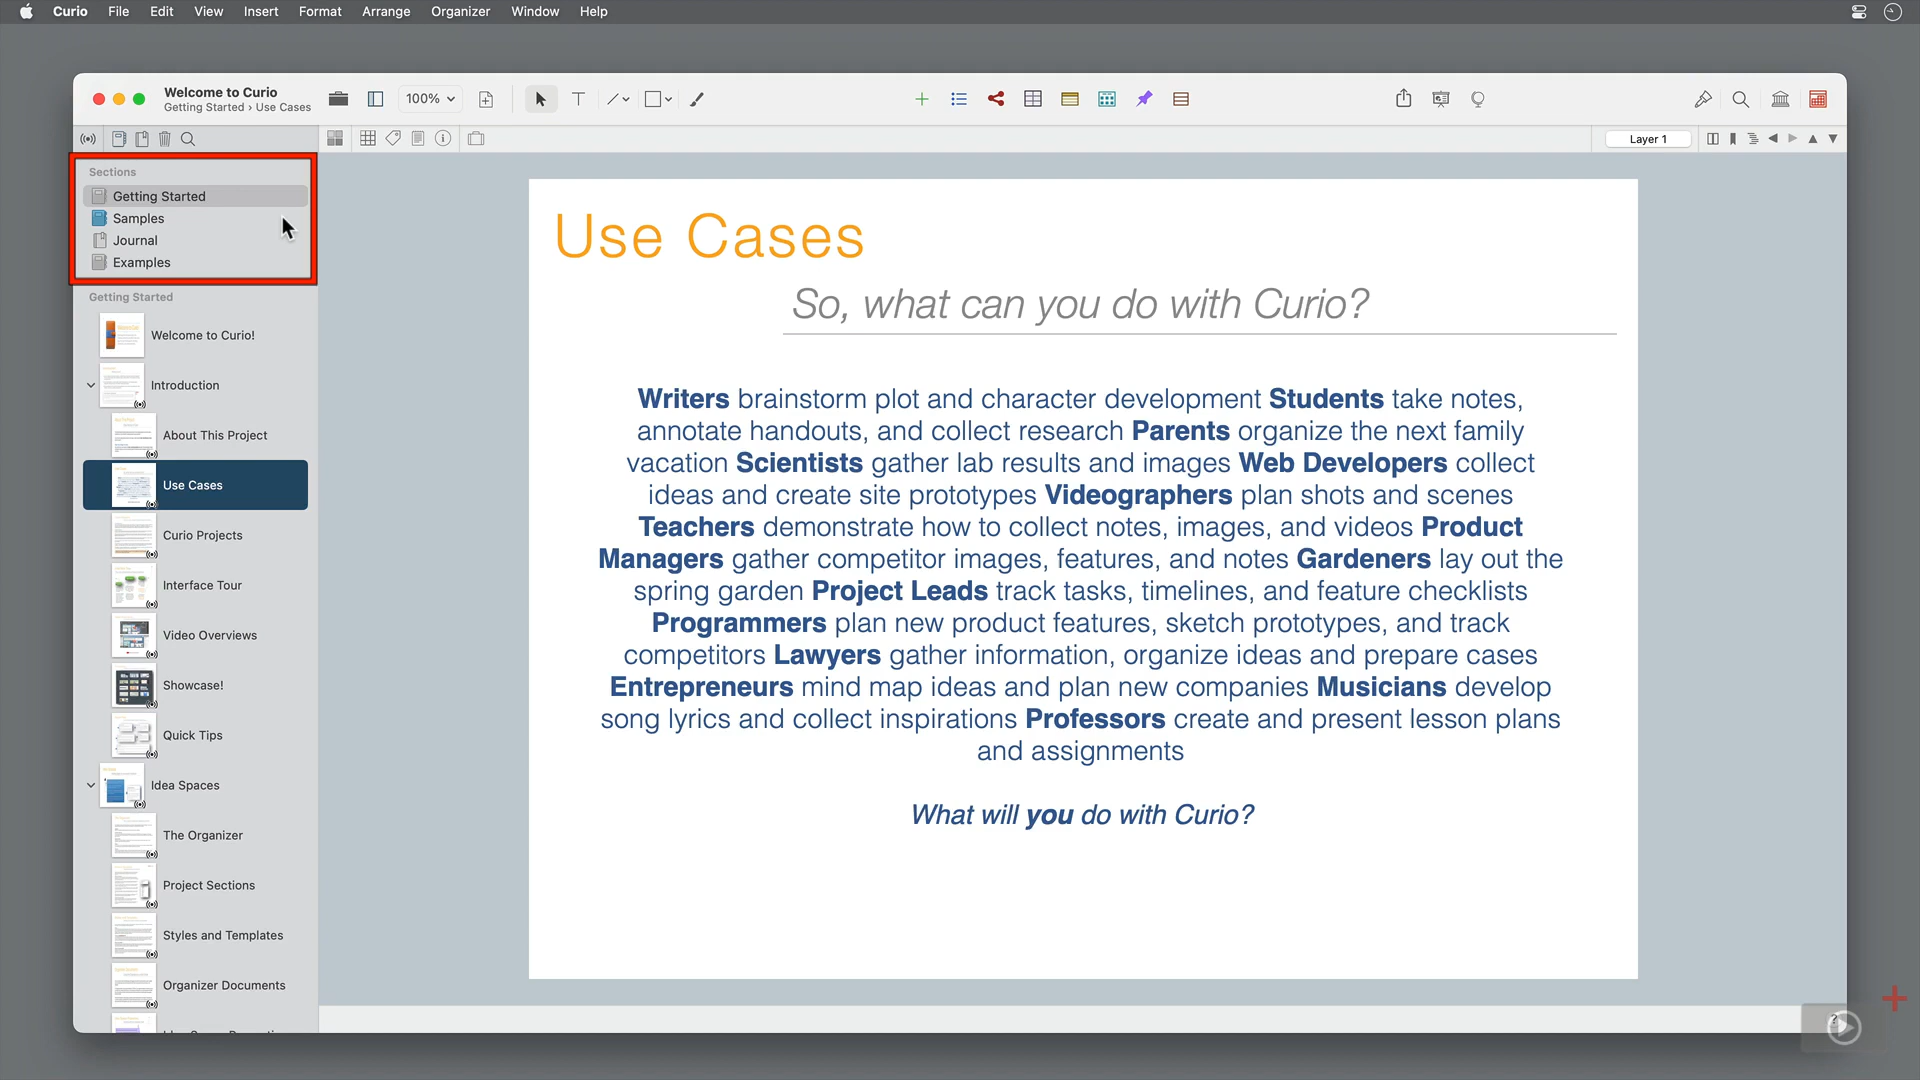 Curio File Edit View Insert Format Arrange Organizer Window Help
Welcome to Curio
Getting Started › Use Cases
100%
Layer 1
Sections
Getting Started
Samples
Journal
Examples
Getting Started
Welcome to Curio!
Introduction
About This Project
Use Cases
Curio Projects
Interface Tour
Video Overviews
Showcase!
Quick Tips
Idea Spaces
The Organizer
Project Sections
Styles and Templates
Organizer Documents
Use Cases
So, what can you do with Curio?
Writers brainstorm plot and character development Students take notes,
annotate handouts, and collect research Parents organize the next family
vacation Scientists gather lab results and images Web Developers collect
ideas and create site prototypes Videographers plan shots and scenes
Teachers demonstrate how to collect notes, images, and videos Product
Managers gather competitor images, features, and notes Gardeners lay out the
spring garden Project Leads track tasks, timelines, and feature checklists
Programmers plan new product features, sketch prototypes, and track
competitors Lawyers gather information, organize ideas and prepare cases
Entrepreneurs mind map ideas and plan new companies Musicians develop
song lyrics and collect inspirations Professors create and present lesson plans
and assignments
What will you do with Curio?